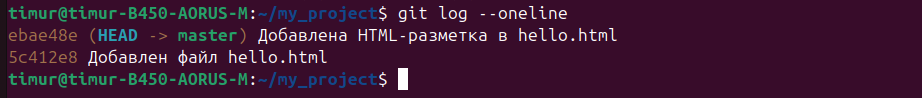 timur@timur-B450-AORUS-M:~/my_project$ git log --oneline
ebae48e (HEAD -> master) Добавлена HTML-разметка в hello.html
5c412e8 Добавлен файл hello.html
timur@timur-B450-AORUS-M:~/my_project$